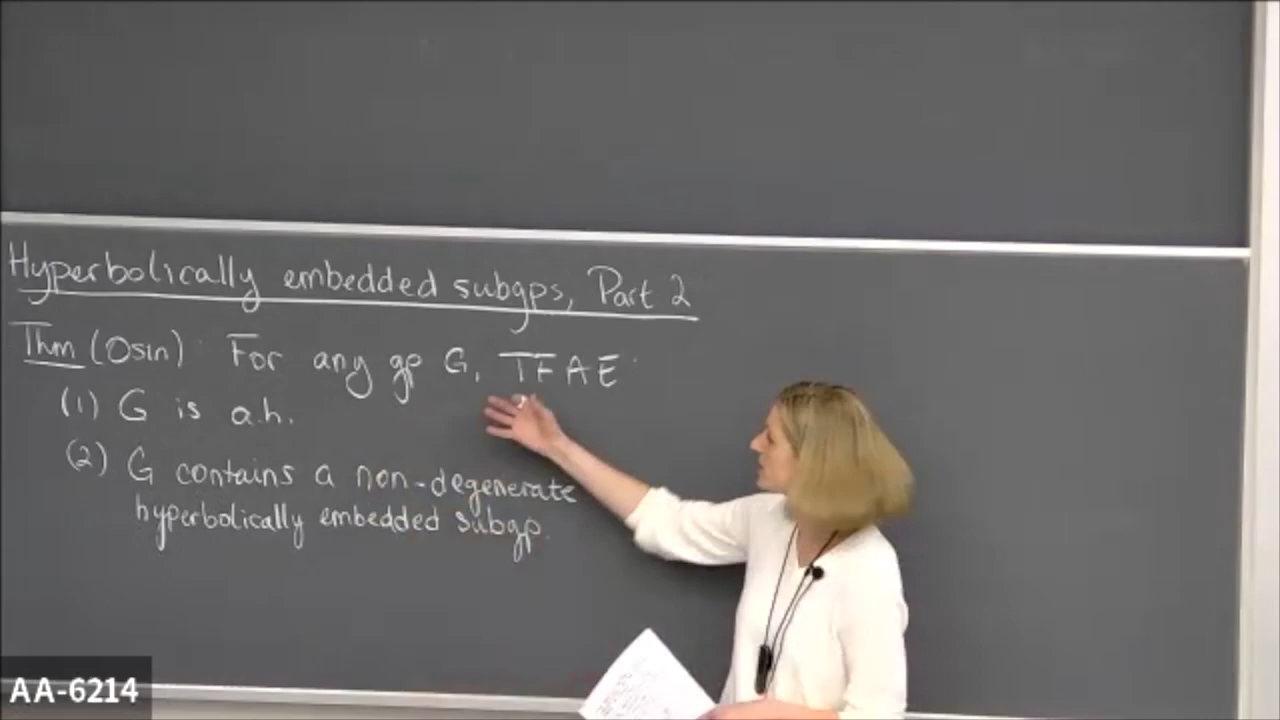 Hyperbolically embedded subgps, Part 2
Thm (Osin): For any gp G, TFAE:
(1) G is a.h.
(2) G contains a non-degenerate
hyperbolically embedded subgp.
AA-6214